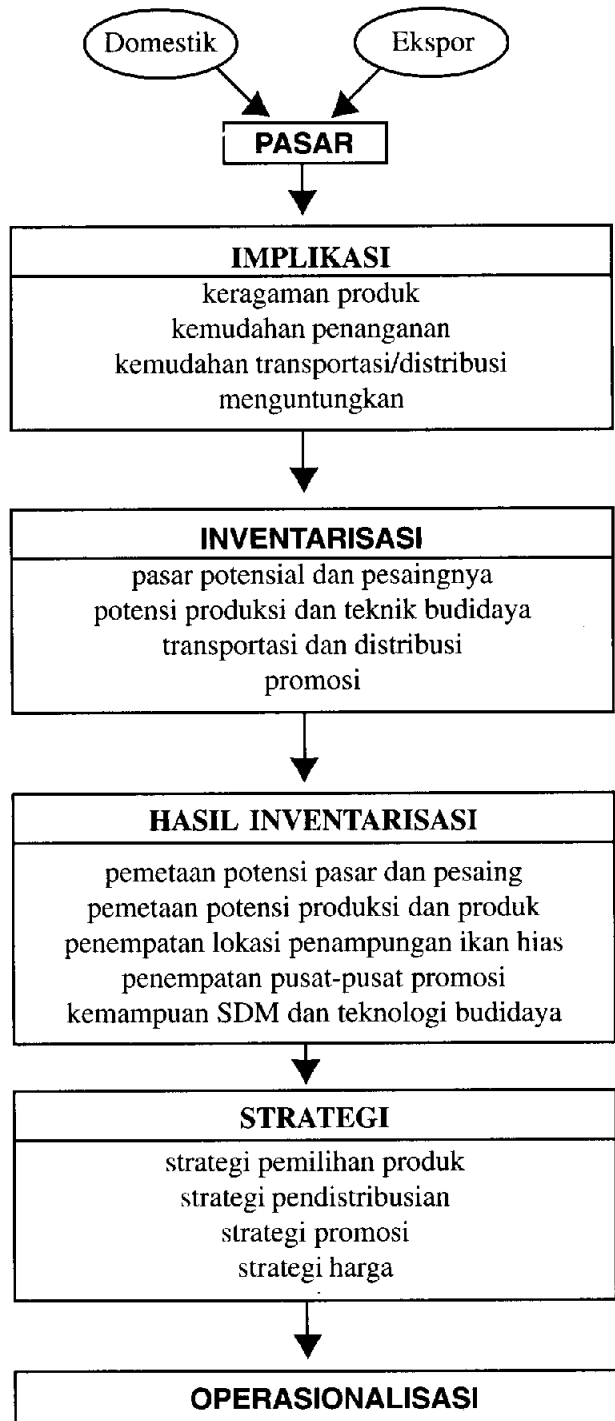 Domestik
Ekspor
PASAR
IMPLIKASI
keragaman produk
kemudahan penanganan
kemudahan transportasi/distribusi
menguntungkan
INVENTARISASI
pasar potensial dan pesaingnya
potensi produksi dan teknik budidaya
transportasi dan distribusi
promosi
HASIL INVENTARISASI
pemetaan potensi pasar dan pesaing
pemetaan potensi produksi dan produk
penempatan lokasi penampungan ikan hias
penempatan pusat-pusat promosi
kemampuan SDM dan teknologi budidaya
STRATEGI
strategi pemilihan produk
strategi pendistribusian
strategi promosi
strategi harga
OPERASIONALISASI